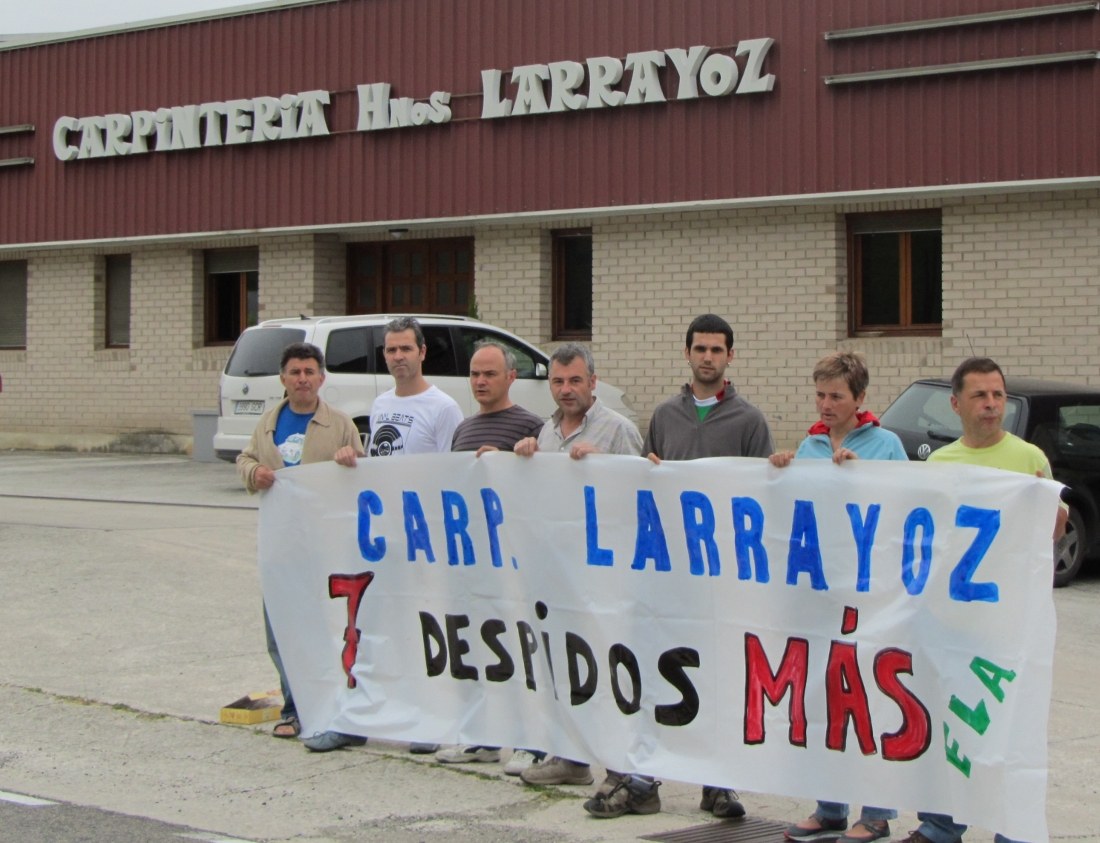 CARPiNTERiA HNOS LARRAYOZ
CARP. LARRAYOZ
7 DESPiDOS MÁS
ELA